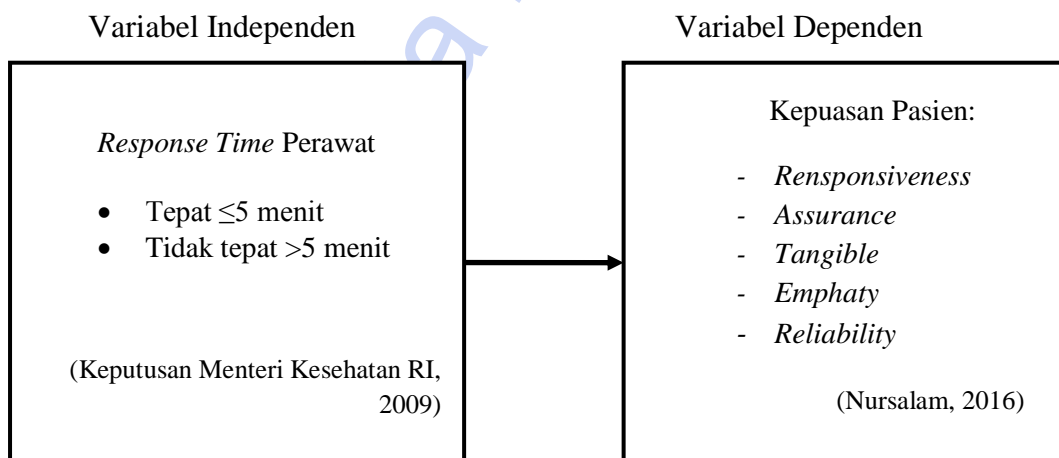 Variabel Independen
Variabel Dependen
Response Time Perawat
• Tepat ≤5 menit
• Tidak tepat >5 menit
(Keputusan Menteri Kesehatan RI,
2009)
Kepuasan Pasien:
- Rensponsiveness
- Assurance
- Tangible
- Emphaty
- Reliability
(Nursalam, 2016)